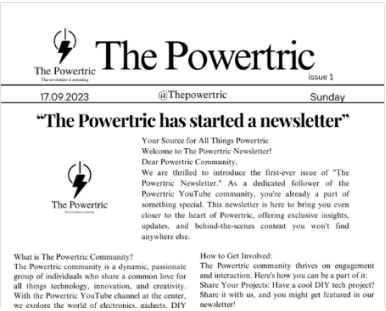 The Powertric
The Powertric
The revolution is untiring
issue 1
17.09.2023
@Thepowertric
Sunday
“The Powertric has started a newsletter”
Your Source for All Things Powertric
Welcome to The Powertric Newsletter!
Dear Powertric Community,
We are thrilled to introduce the first-ever issue of "The
Powertric Newsletter." As a dedicated follower of the
Powertric YouTube community, you're already a part of
something special. This newsletter is here to bring you even
closer to the heart of Powertric, offering exclusive insights,
updates, and behind-the-scenes content you won't find
anywhere else.
The Powertric
What is The Powertric Community?
The Powertric community is a dynamic, passionate
group of individuals who share a common love for
all things technology, innovation, and creativity.
With the Powertric YouTube channel at the center,
we explore the world of electronics, gadgets, DIY
How to Get Involved:
The Powertric community thrives on engagement
and interaction. Here's how you can be a part of it:
Share Your Projects: Have a cool DIY tech project?
Share it with us, and you might get featured in our
newsletter!